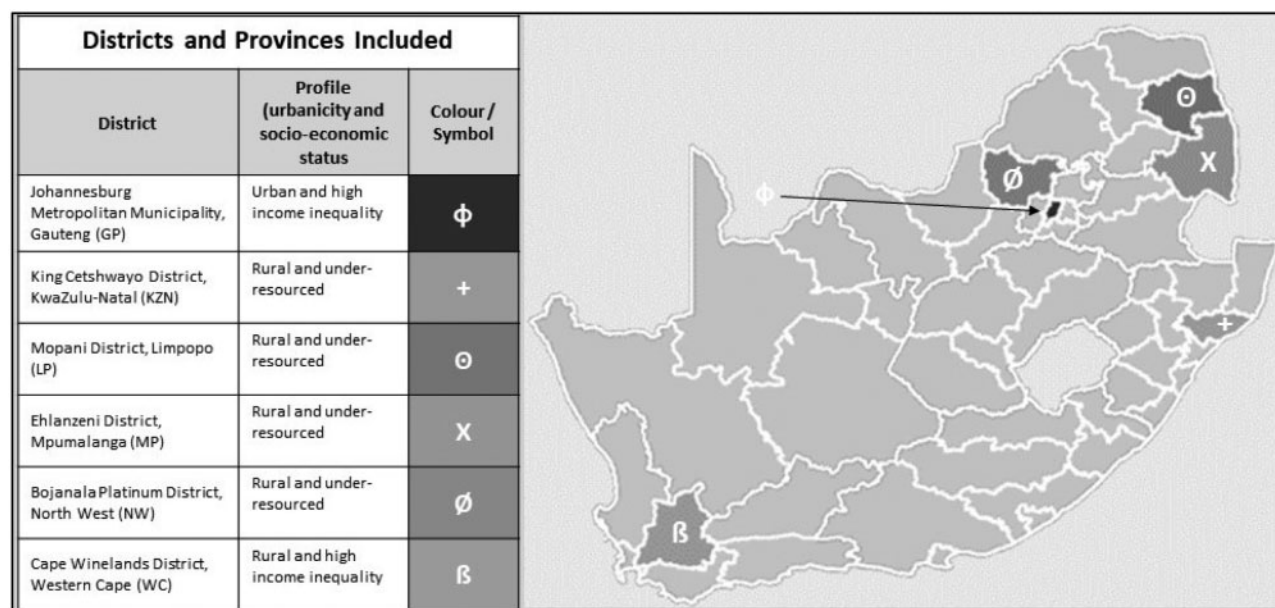 Districts and Provinces Included
District
Profile
(urbanicity and
socio-economic
status
Colour/
Symbol
Johannesburg
Metropolitan Municipality,
Gauteng (GP)
Urban and high
income inequality
ɸ
King Cetshwayo District,
KwaZulu-Natal (KZN)
Rural and under-
resourced
+
Mopani District, Limpopo
(LP)
Rural and under-
resourced
ʘ
Ehlanzeni District,
Mpumalanga (MP)
Rural and under-
resourced
X
Bojanala Platinum District,
North West (NW)
Rural and under-
resourced
Ø
Cape Winelands District,
Western Cape (WC)
Rural and high
income inequality
ß
ʘ
X
Ø
ɸ
+
ß